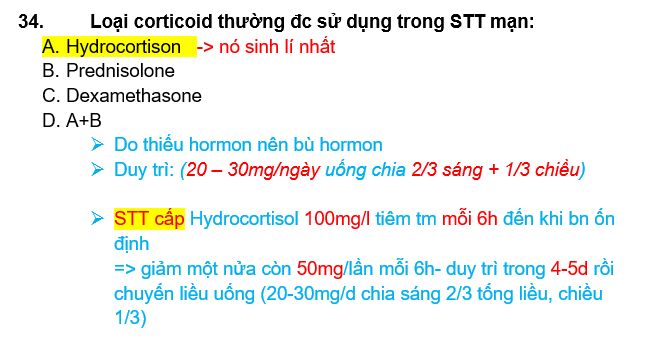 34. Loại corticoid thường đc sử dụng trong STT mạn:
A. Hydrocortison -> nó sinh lí nhất
B. Prednisolone
C. Dexamethasone
D. A+B
➢ Do thiếu hormon nên bù hormon
➢ Duy trì: (20 – 30mg/ngày uống chia 2/3 sáng + 1/3 chiều)
➢ STT cấp Hydrocortisol 100mg/l tiêm tm mỗi 6h đến khi bn ốn
định
=> giảm một nửa còn 50mg/lần mỗi 6h- duy trì trong 4-5d rồi
chuyến liều uống (20-30mg/d chia sáng 2/3 tống liều, chiều
1/3)